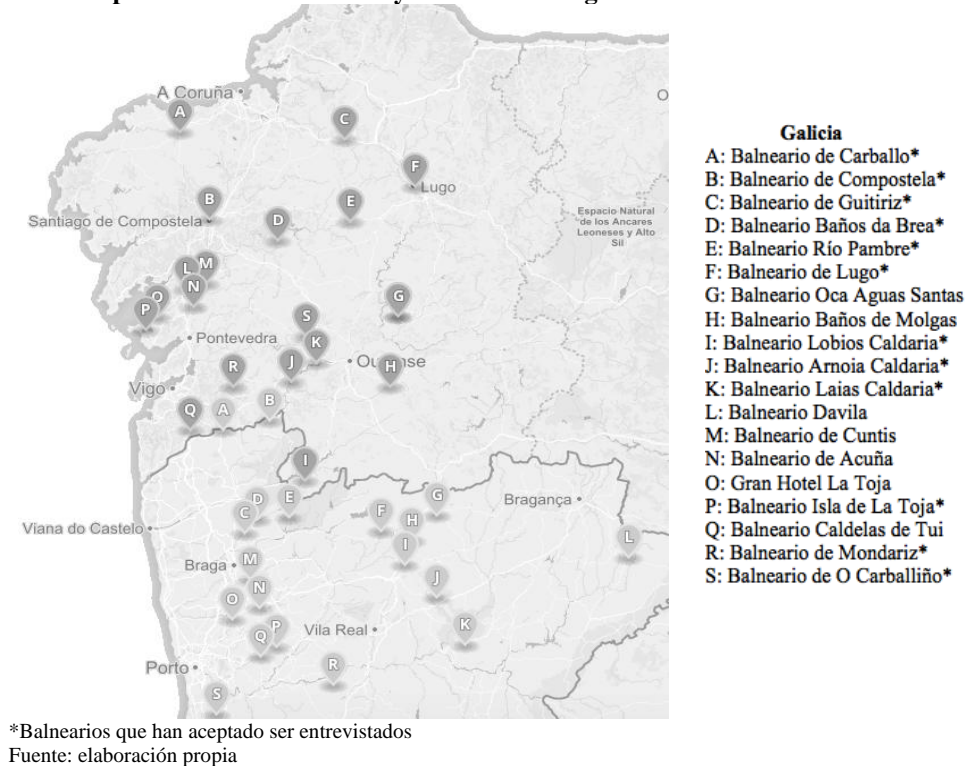 A Coruña
O
A
C
F
Lugo
B
E
Santiago de Compostela
D
Espacio Natural
de los Ancares
Leoneses y Alto
Sil
L
M
N
O
P
G
S
Pontevedra
K
J
R
H
Vigo
Q
A
B
I
Bragança
D
E
G
C
F
H
Viana do Castelo
I
L
M
Braga
J
N
O
P
K
Q
Vila Real
Porto
R
S
Galicia
A: Balneario de Carballo*
B: Balneario de Compostela*
C: Balneario de Guitiriz*
D: Balneario Baños da Brea*
E: Balneario Río Pambre*
F: Balneario de Lugo*
G: Balneario Oca Aguas Santas
H: Balneario Baños de Molgas
I: Balneario Lobios Caldaria*
J: Balneario Arnoia Caldaria*
K: Balneario Laias Caldaria*
L: Balneario Davila
M: Balneario de Cuntis
N: Balneario de Acuña
O: Gran Hotel La Toja
P: Balneario Isla de La Toja*
Q: Balneario Caldelas de Tui
R: Balneario de Mondariz*
S: Balneario de O Carballiño*
*Balnearios que han aceptado ser entrevistados
Fuente: elaboración propia